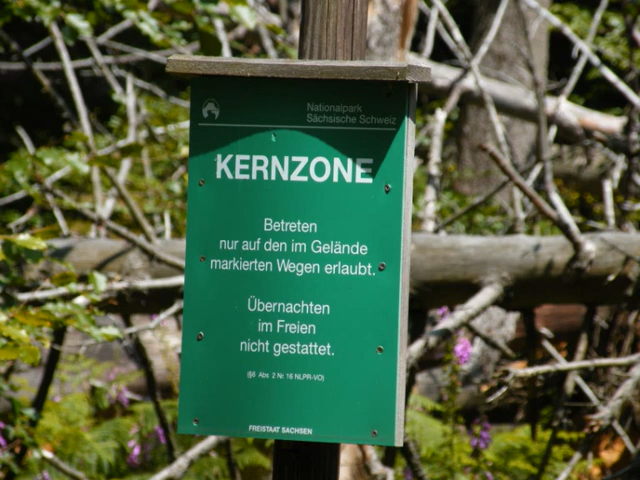 Nationalpark
Sächsische Schweiz
KERNZONE
Betreten
nur auf den im Gelände
markierten Wegen erlaubt.
Übernachten
im Freien
nicht gestattet.
(§6 Abs 2 Nr. 16 NLPR-VO)
FREISTAAT SACHSEN